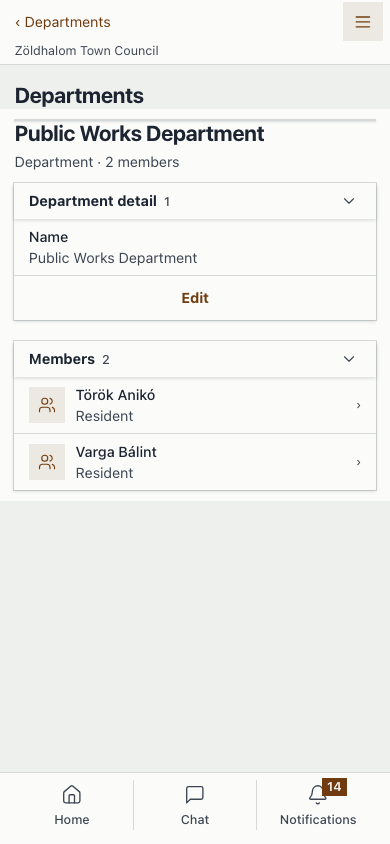 ‹ Departments
Zöldhalom Town Council
Departments
Public Works Department
Department · 2 members
Department detail 1
Name
Public Works Department
Edit
Members 2
Török Anikó
Resident
›
Varga Bálint
Resident
›
14
Home
Chat
Notifications